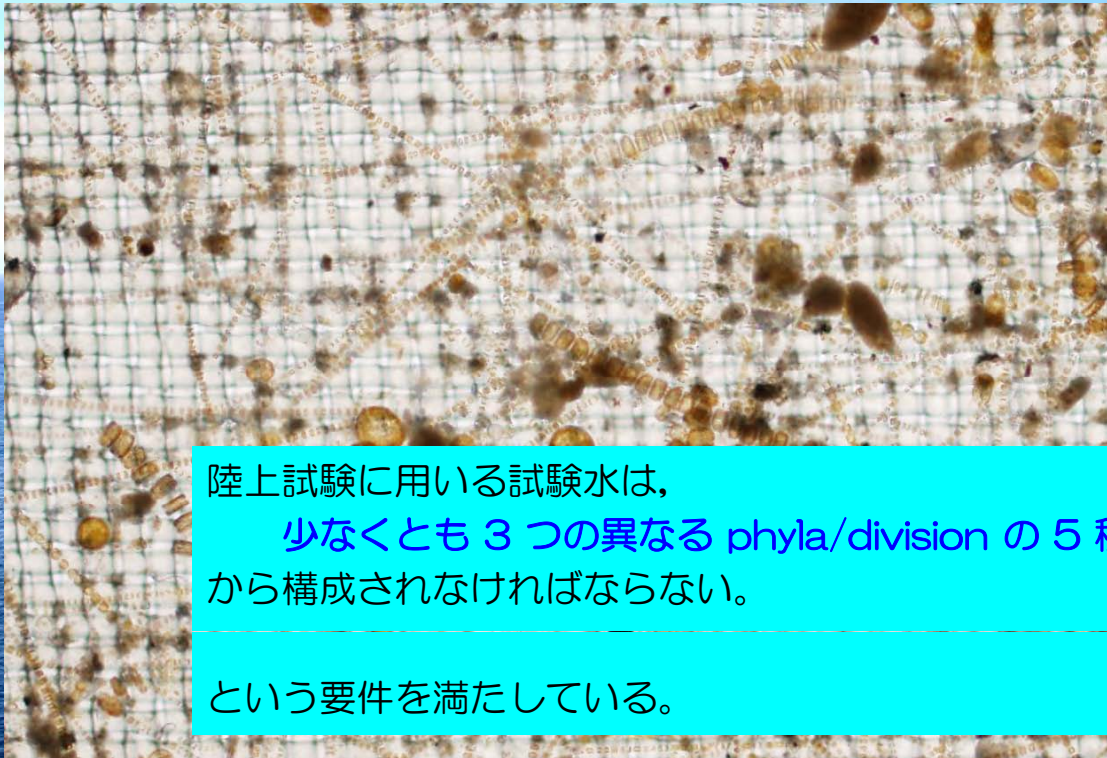 陸上試験に用いる試験水は,
少なくとも 3 つの異なる phyla/division の 5 種
から構成されなければならない。
という要件を満たしている。